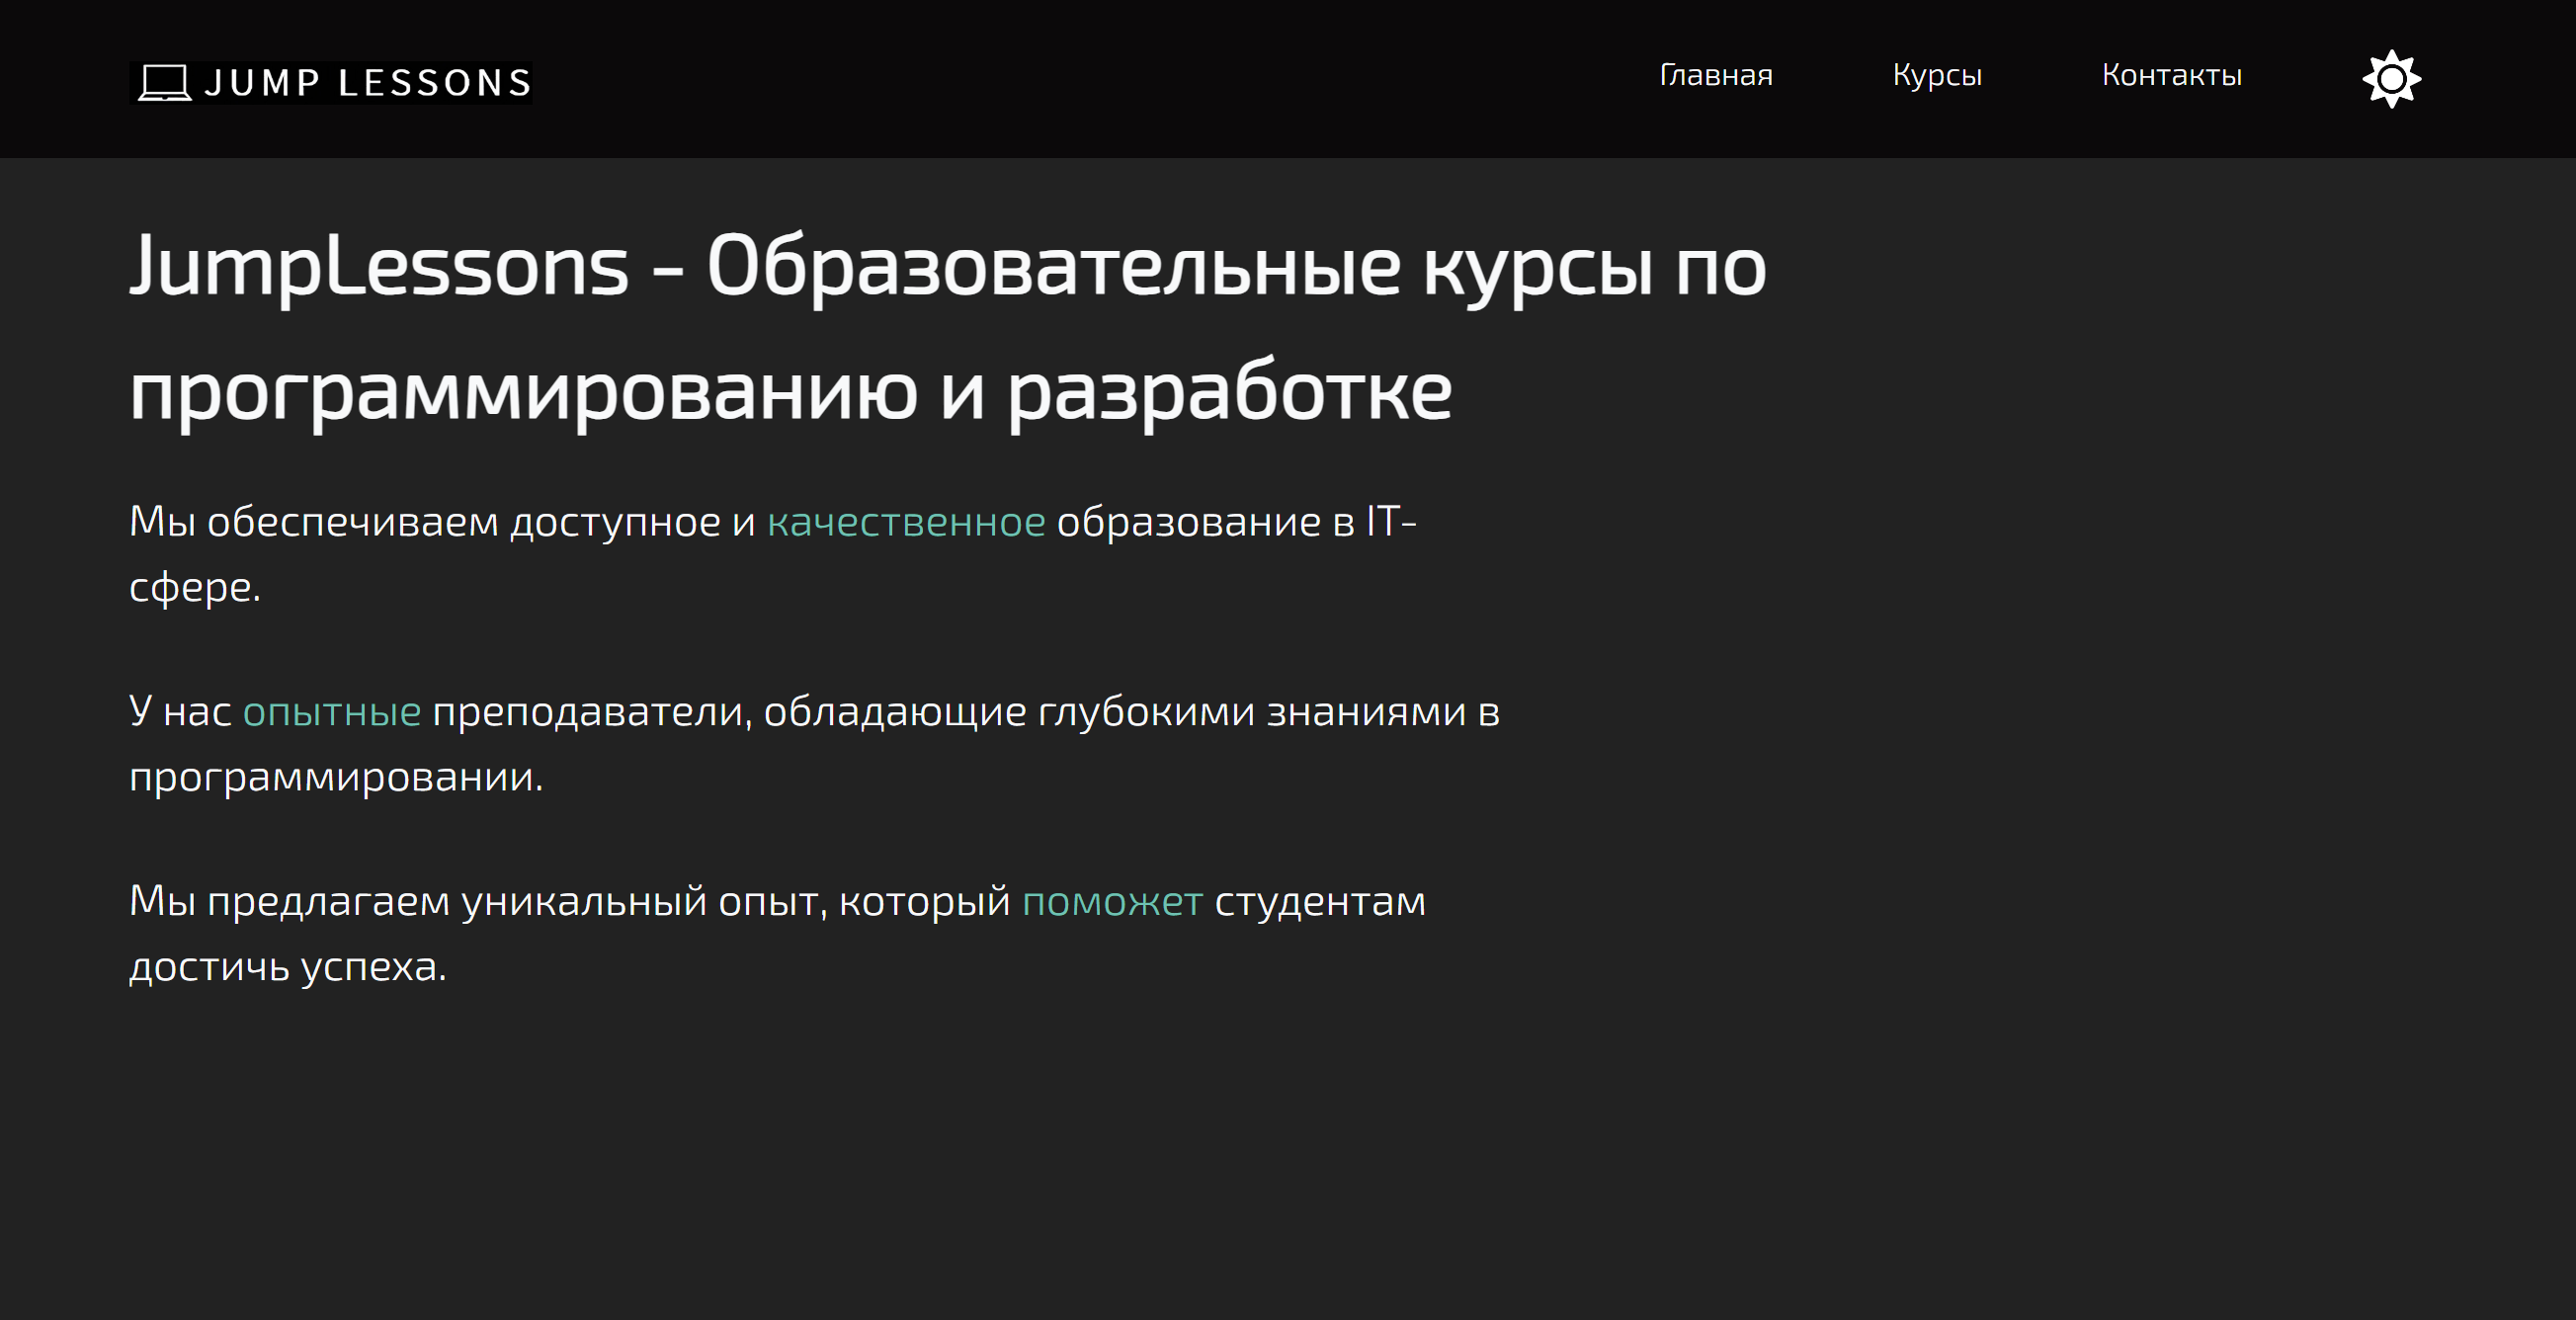 JUMP LESSONS
Главная
Курсы
Контакты
JumpLessons - Образовательные курсы по
программированию и разработке
Мы обеспечиваем доступное и качественное образование в IT-
сфере.
У нас опытные преподаватели, обладающие глубокими знаниями в
программировании.
Мы предлагаем уникальный опыт, который поможет студентам
достичь успеха.